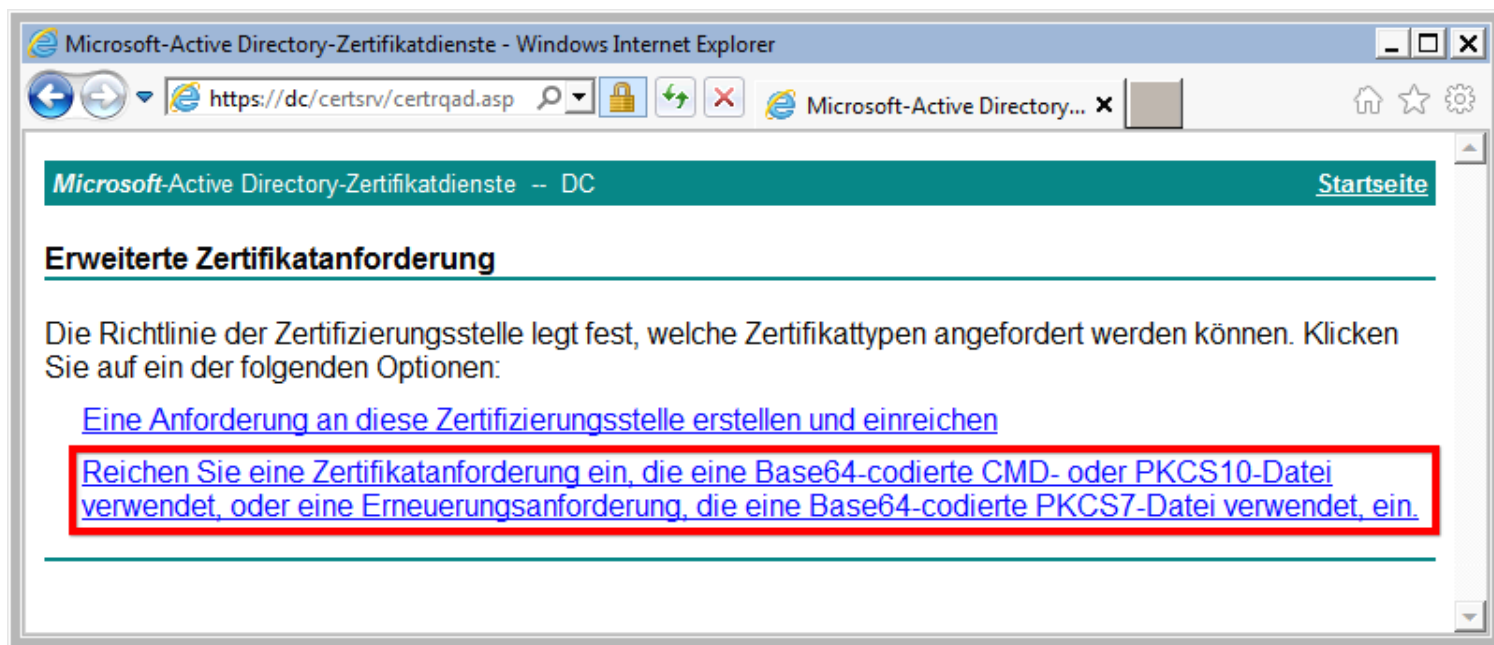 Microsoft-Active Directory-Zertifikatdienste - Windows Internet Explorer
https://dc/certsrv/certrqad.asp
Microsoft-Active Directory...
Microsoft-Active Directory-Zertifikatdienste -- DC Startseite
Erweiterte Zertifikatanforderung
Die Richtlinie der Zertifizierungsstelle legt fest, welche Zertifikattypen angefordert werden können. Klicken
Sie auf ein der folgenden Optionen:
Eine Anforderung an diese Zertifizierungsstelle erstellen und einreichen
Reichen Sie eine Zertifikatanforderung ein, die eine Base64-codierte CMD- oder PKCS10-Datei
verwendet, oder eine Erneuerungsanforderung, die eine Base64-codierte PKCS7-Datei verwendet, ein.